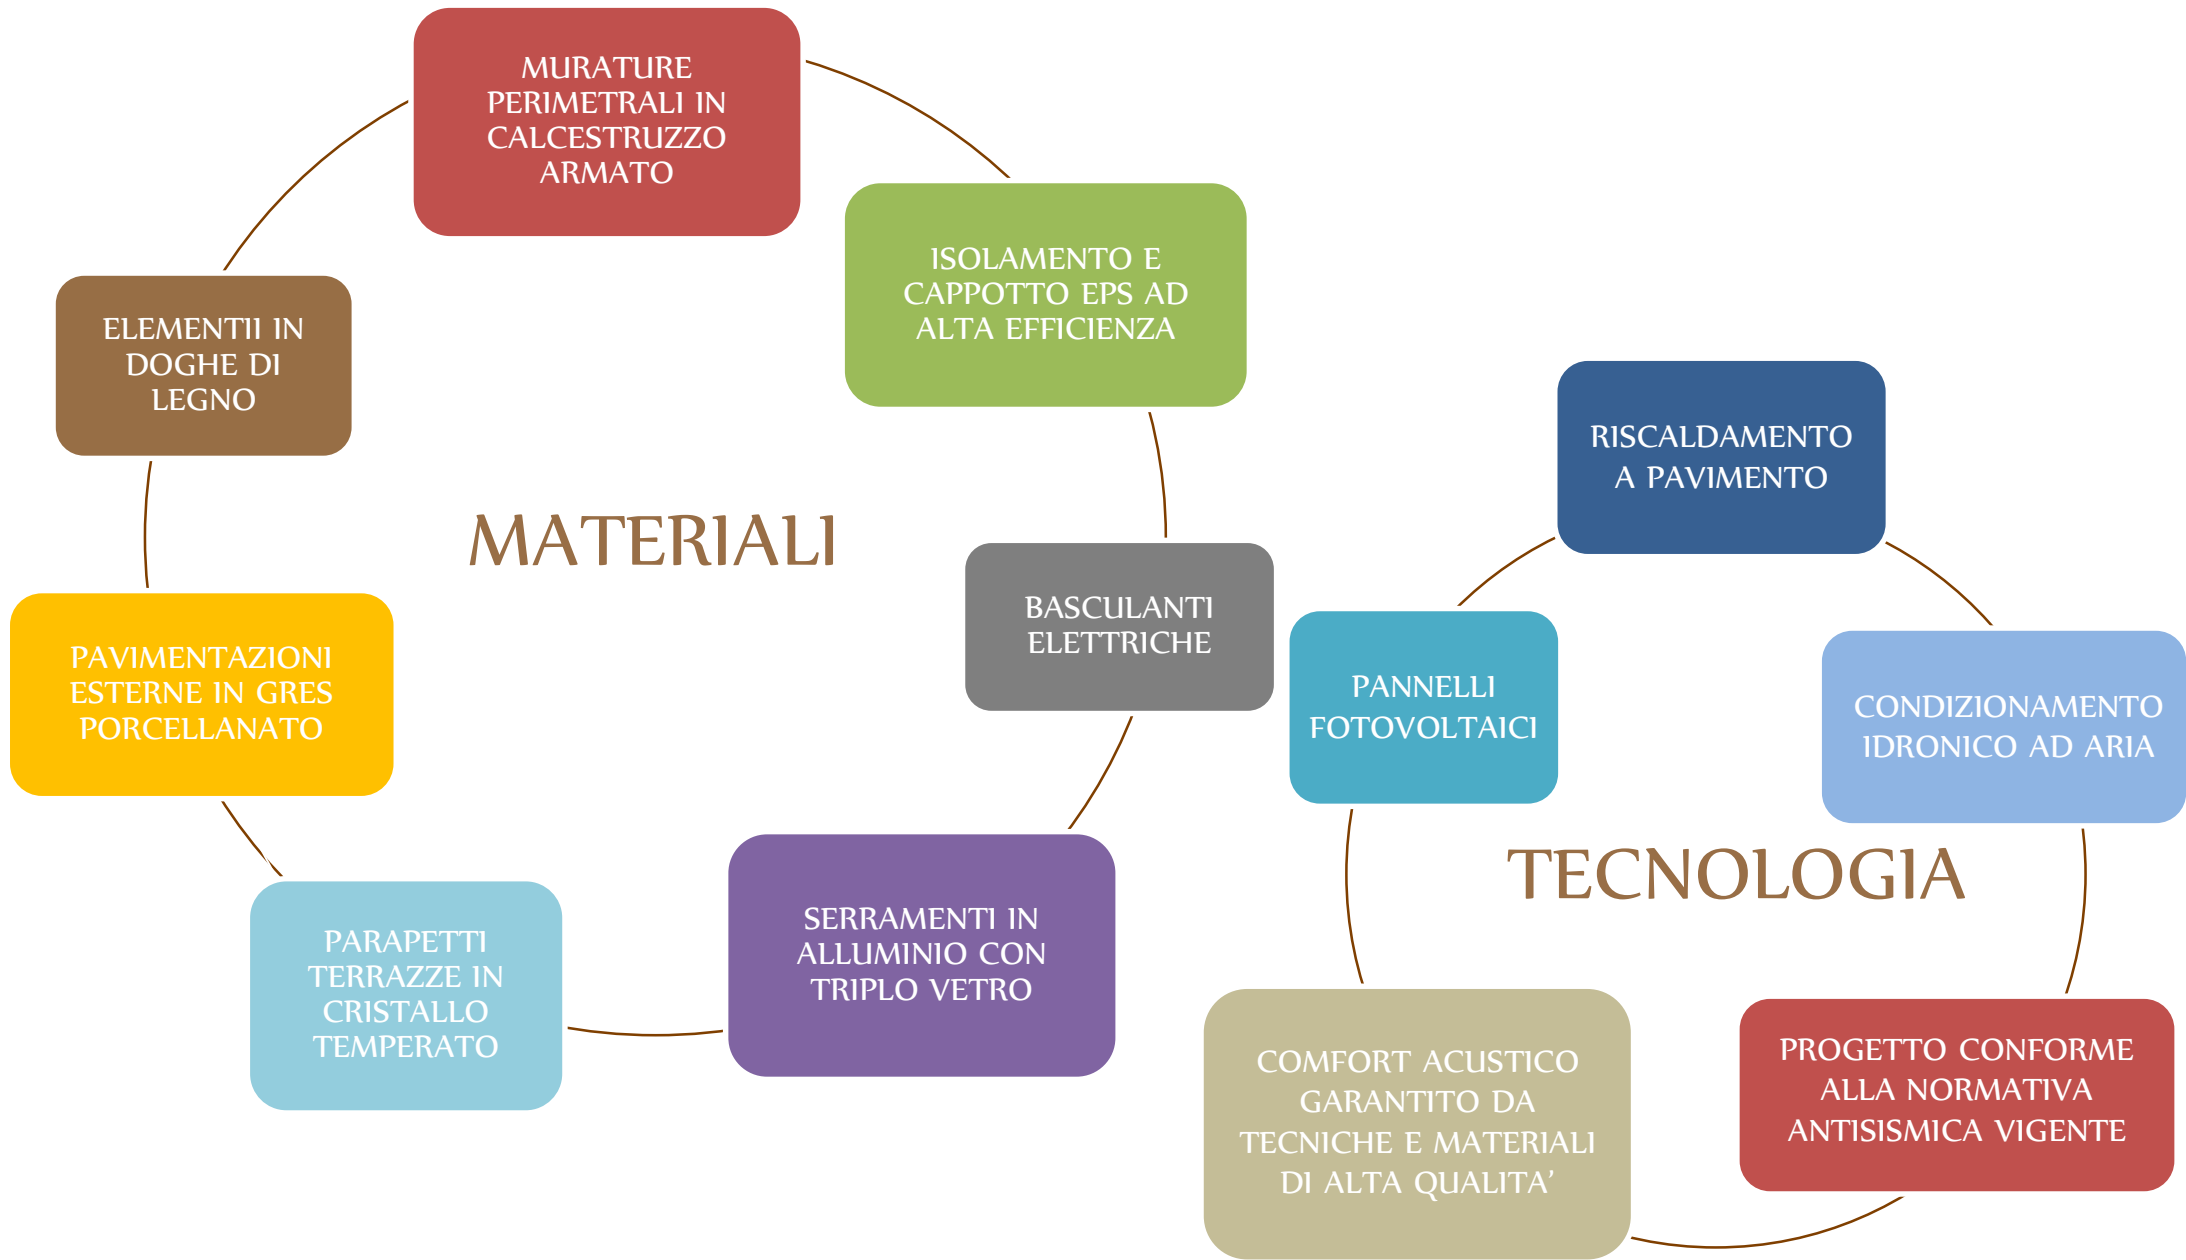 MURATURE
PERIMETRALI IN
CALCESTRUZZO
ARMATO
ISOLAMENTO E
CAPPOTTO EPS AD
ALTA EFFICIENZA
BASCULANTI
ELETTRICHE
SERRAMENTI IN
ALLUMINIO CON
TRIPLO VETRO
PARAPETTI
TERRAZZE IN
CRISTALLO
TEMPERATO
PAVIMENTAZIONI
ESTERNE IN GRES
PORCELLANATO
ELEMENTII IN
DOGHE DI
LEGNO
MATERIALI
RISCALDAMENTO
A PAVIMENTO
CONDIZIONAMENTO
IDRONICO AD ARIA
PROGETTO CONFORME
ALLA NORMATIVA
ANTISISMICA VIGENTE
COMFORT ACUSTICO
GARANTITO DA
TECNICHE E MATERIALI
DI ALTA QUALITA’
PANNELLI
FOTOVOLTAICI
TECNOLOGIA